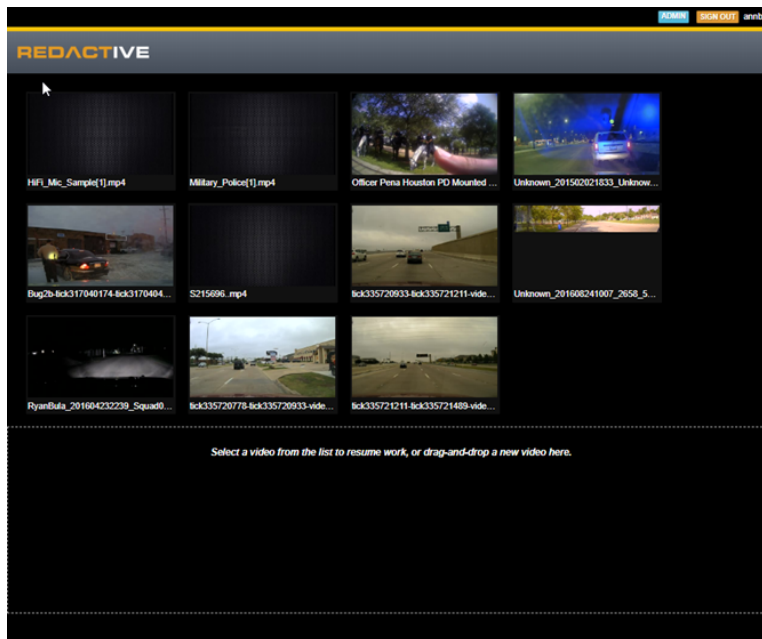 ADMIN SIGN OUT annb
REDACTIVE
HiFi_Mic_Sample[1].mp4 Military_Police[1].mp4 Officer Pena Houston PD Mounted ... Unknown_201502021833_Unknow...
Bug2b-tick317040174-tick3170404... S215696..mp4 tick335720933-tick335721211-vide... Unknown_201608241007_2658_5...
RyanBula_201604232239_Squad0... tick335720778-tick335720933-vide... tick335721211-tick335721489-vide...
Select a video from the list to resume work, or drag-and-drop a new video here.